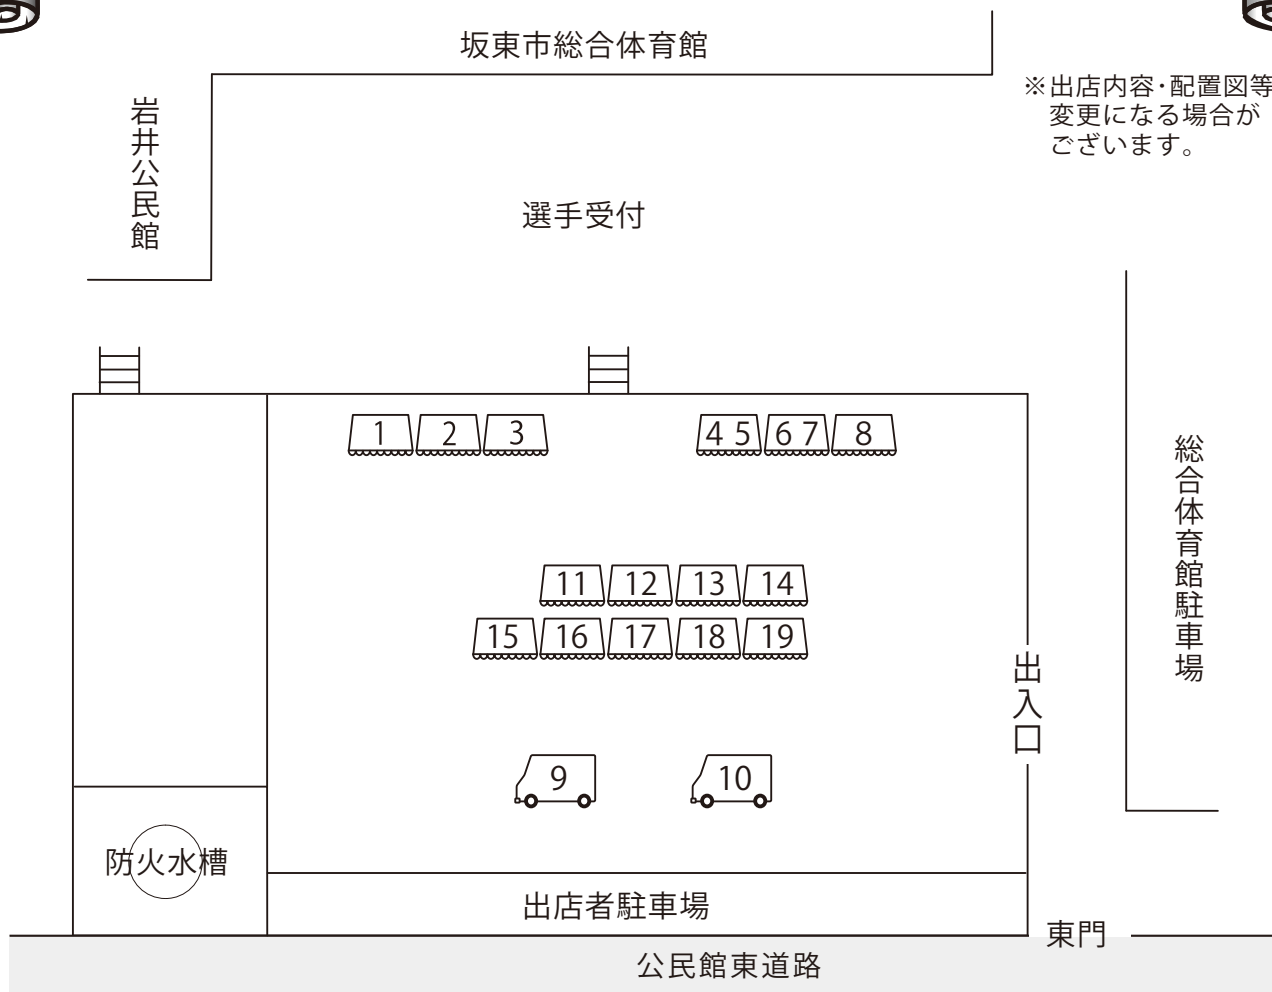 坂東市総合体育館
※出店内容・配置図等
変更になる場合が
ございます。
岩井公民館
選手受付
1 2 3
4 5 6 7 8
11 12 13 14
15 16 17 18 19
9 10
出入口
総合体育館駐車場
防火水槽
出店者駐車場
東門
公民館東道路